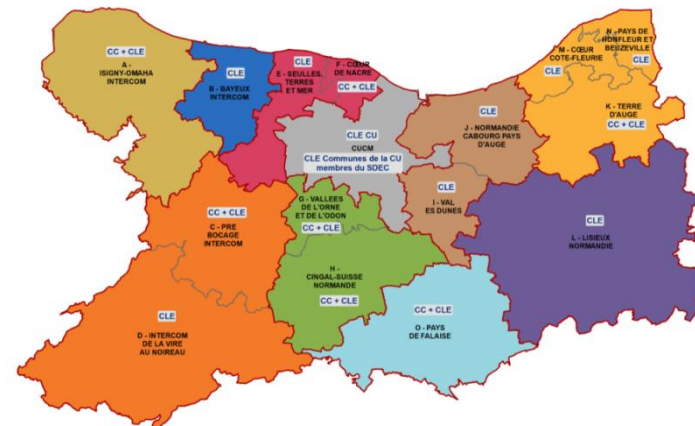 CC + CLE
A -
ISIGNY-OMAHA
INTERCOM
CLE
B - BAYEUX
INTERCOM
CLE
E - SEULLES,
TERRES
ET MER
F - CŒUR
DE NACRE
CC + CLE
CLE CU
CUCM
CLE Communes de la CU
membres du SDEC
CLE
J - NORMANDIE
CABOURG PAYS
D'AUGE
M - CŒUR
COTE-FLEURIE
CLE
N - PAYS DE
HONFLEUR ET
BEUZEVILLE
CLE
K - TERRE
D'AUGE
CC + CLE
CC + CLE
C - PRE
BOCAGE
INTERCOM
G - VALLEES
DE L'ORNE
ET DE L'ODON
CC + CLE
CLE
I - VAL
ES DUNES
CLE
L - LISIEUX
NORMANDIE
H -
CINGAL-SUISSE
NORMANDE
CC + CLE
CLE
D - INTERCOM
DE LA VIRE
AU NOIREAU
CC + CLE
O - PAYS
DE FALAISE